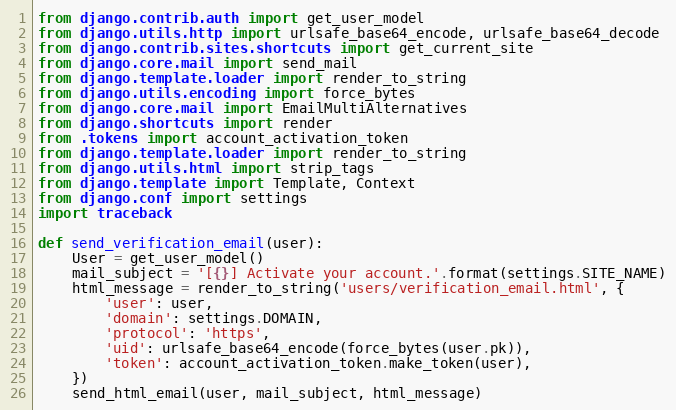 1 from django.contrib.auth import get_user_model
2 from django.utils.http import urlsafe_base64_encode, urlsafe_base64_decode
3 from django.contrib.sites.shortcuts import get_current_site
4 from django.core.mail import send_mail
5 from django.template.loader import render_to_string
6 from django.utils.encoding import force_bytes
7 from django.core.mail import EmailMultiAlternatives
8 from django.shortcuts import render
9 from .tokens import account_activation_token
10 from django.template.loader import render_to_string
11 from django.utils.html import strip_tags
12 from django.template import Template, Context
13 from django.conf import settings
14 import traceback
15
16 def send_verification_email(user):
17     User = get_user_model()
18     mail_subject = '[{}] Activate your account.'.format(settings.SITE_NAME)
19     html_message = render_to_string('users/verification_email.html', {
20         'user': user,
21         'domain': settings.DOMAIN,
22         'protocol': 'https',
23         'uid': urlsafe_base64_encode(force_bytes(user.pk)),
24         'token': account_activation_token.make_token(user),
25     })
26     send_html_email(user, mail_subject, html_message)